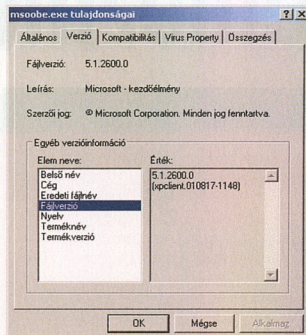 msoobe.exe tulajdonságai
Általános Verzió Kompatibilitás Virus Property Összegzés
Fájlverzió: 5.1.2600.0
Leírás: Microsoft - kezdőélmény
Szerzői jog: © Microsoft Corporation. Minden jog fenntartva.
Egyéb verzióinformáció
Elem neve: Érték:
Belső név
Cég
Eredeti fájlnév
Fájlverzió
Nyelv
Terméknév
Termékverzió
5.1.2600.0
(xpclient.010817-1148)
OK Mégse Alkalmaz